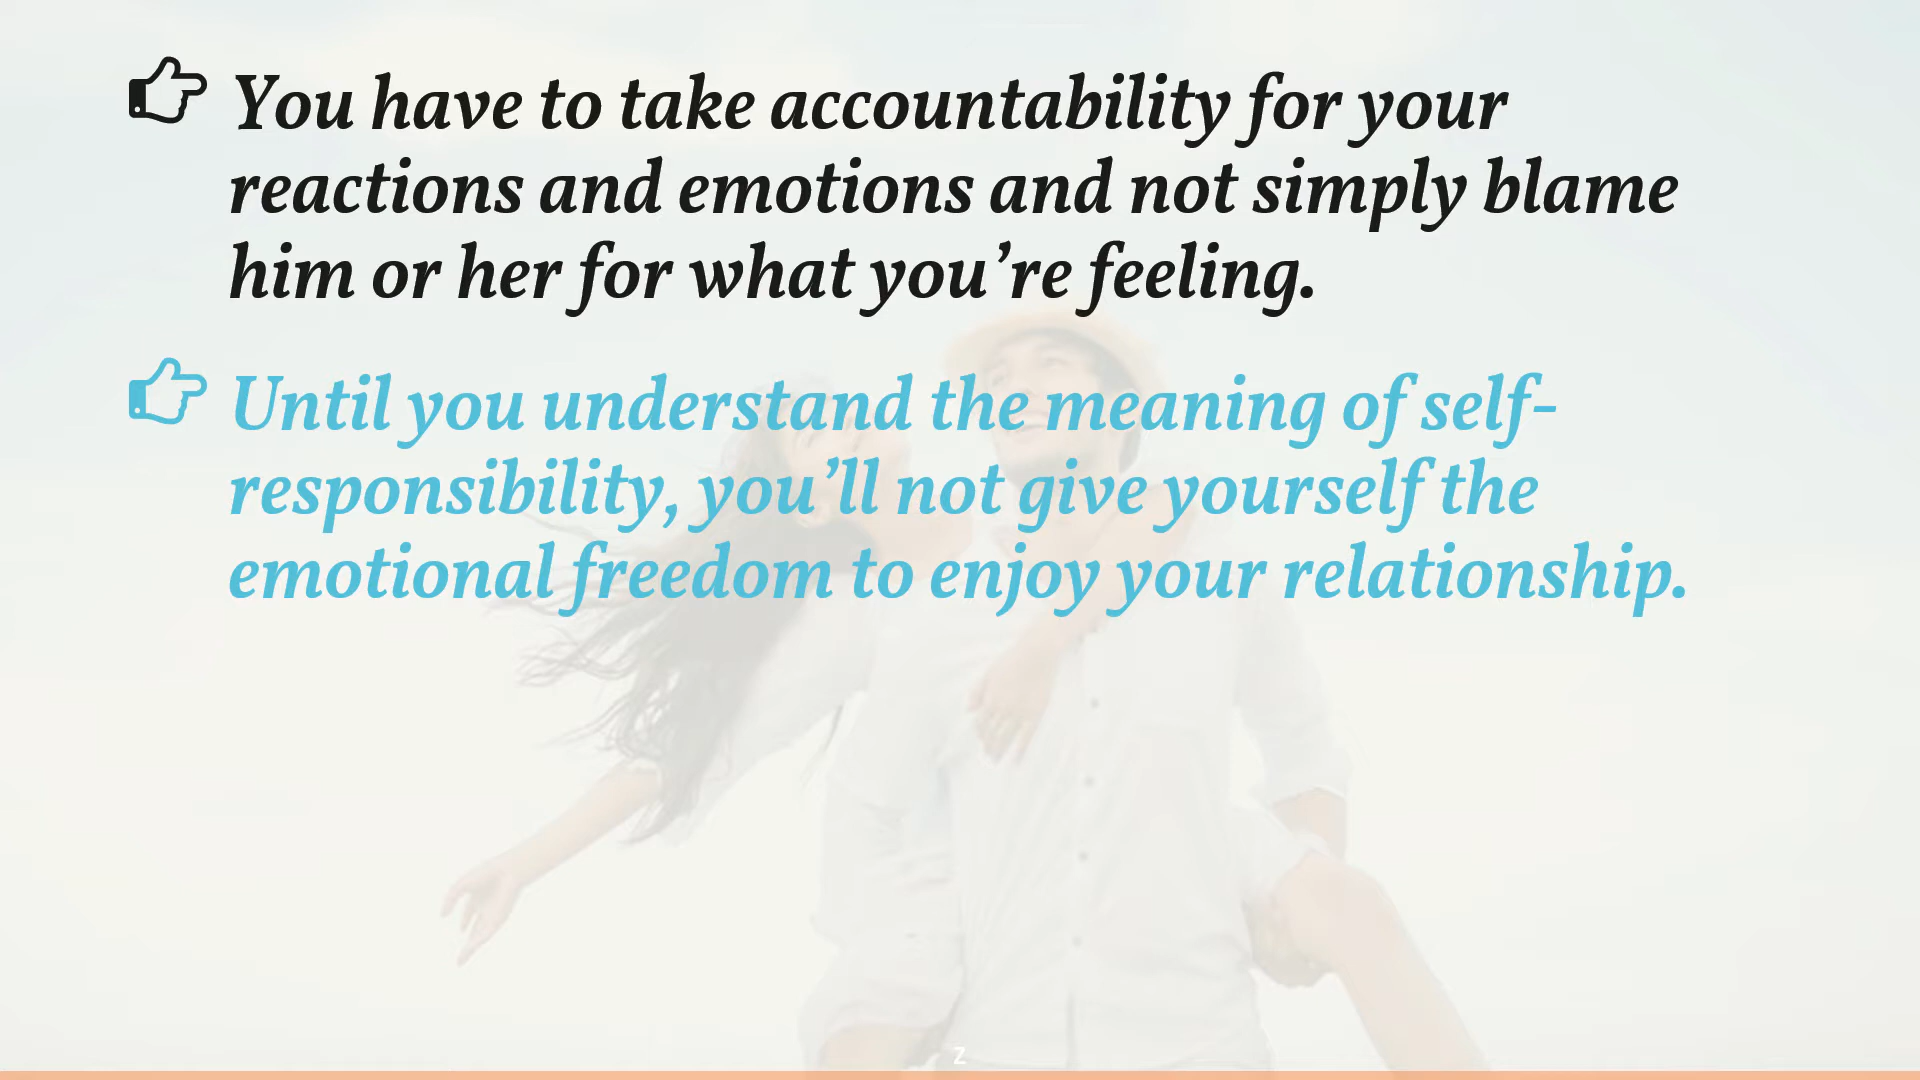 You have to take accountability for your
reactions and emotions and not simply blame
him or her for what you’re feeling.
Until you understand the meaning of self-
responsibility, you’ll not give yourself the
emotional freedom to enjoy your relationship.
z